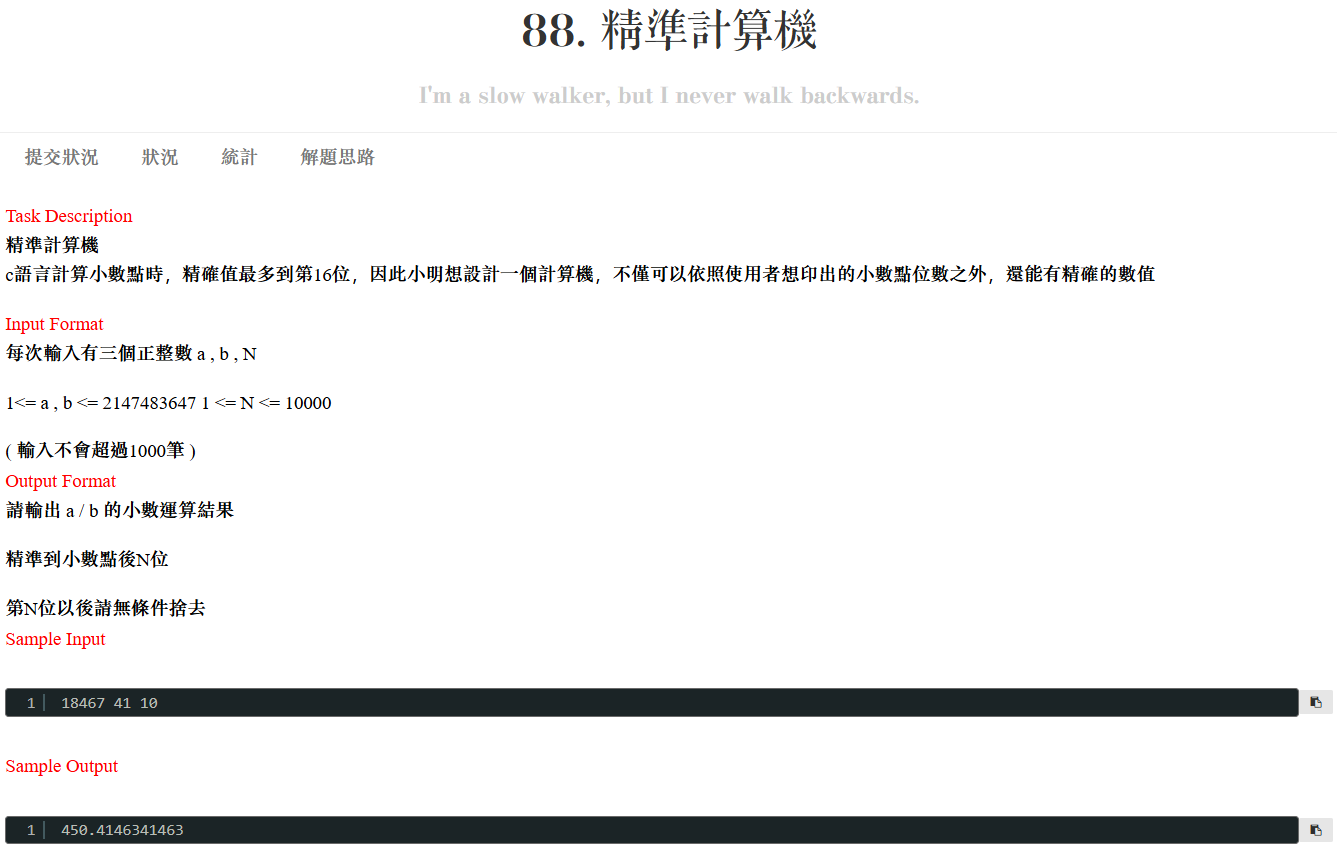 88. 精準計算機
I'm a slow walker, but I never walk backwards.
提交狀況 狀況 統計 解題思路
Task Description
精準計算機
c語言計算小數點時，精確值最多到第16位，因此小明想設計一個計算機，不僅可以依照使用者想印出的小數點位數之外，還能有精確的數值
Input Format
每次輸入有三個正整數 a , b , N
1<= a , b <= 2147483647 1 <= N <= 10000
( 輸入不會超過1000筆 )
Output Format
請輸出 a / b 的小數運算結果
精準到小數點後N位
第N位以後請無條件捨去
Sample Input
1 18467 41 10
Sample Output
1 450.4146341463